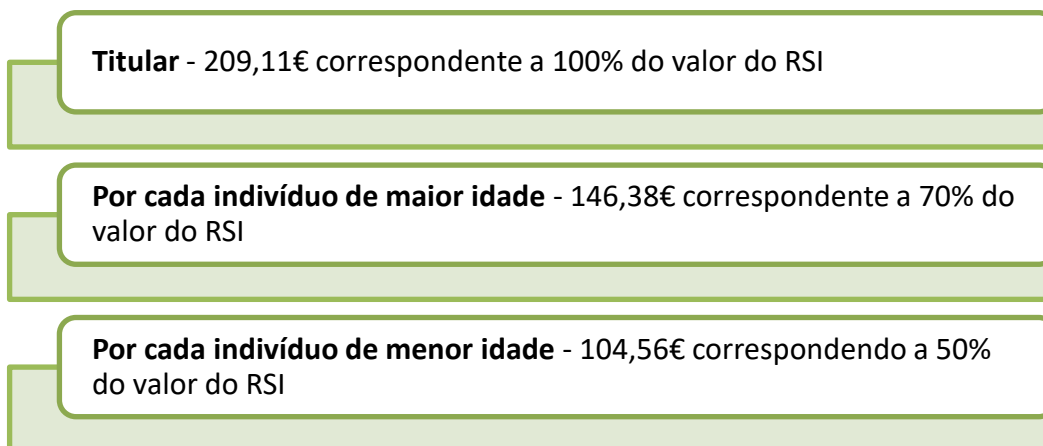 Titular - 209,11€ correspondente a 100% do valor do RSI
Por cada indivíduo de maior idade - 146,38€ correspondente a 70% do
valor do RSI
Por cada indivíduo de menor idade - 104,56€ correspondendo a 50%
do valor do RSI